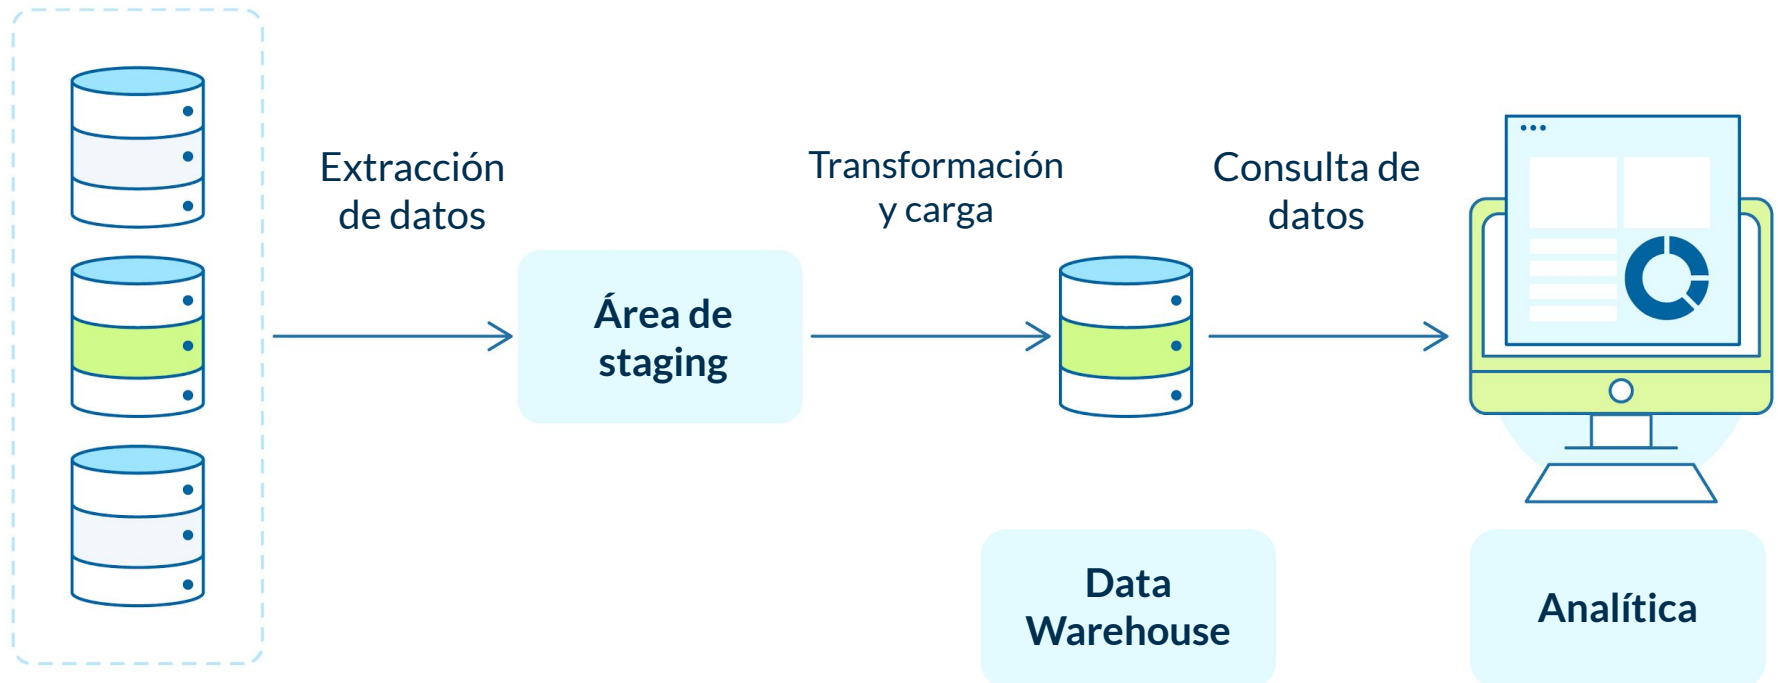 Extracción
de datos
Área de
staging
Transformación
y carga
Consulta de
datos
Data
Warehouse
Analítica